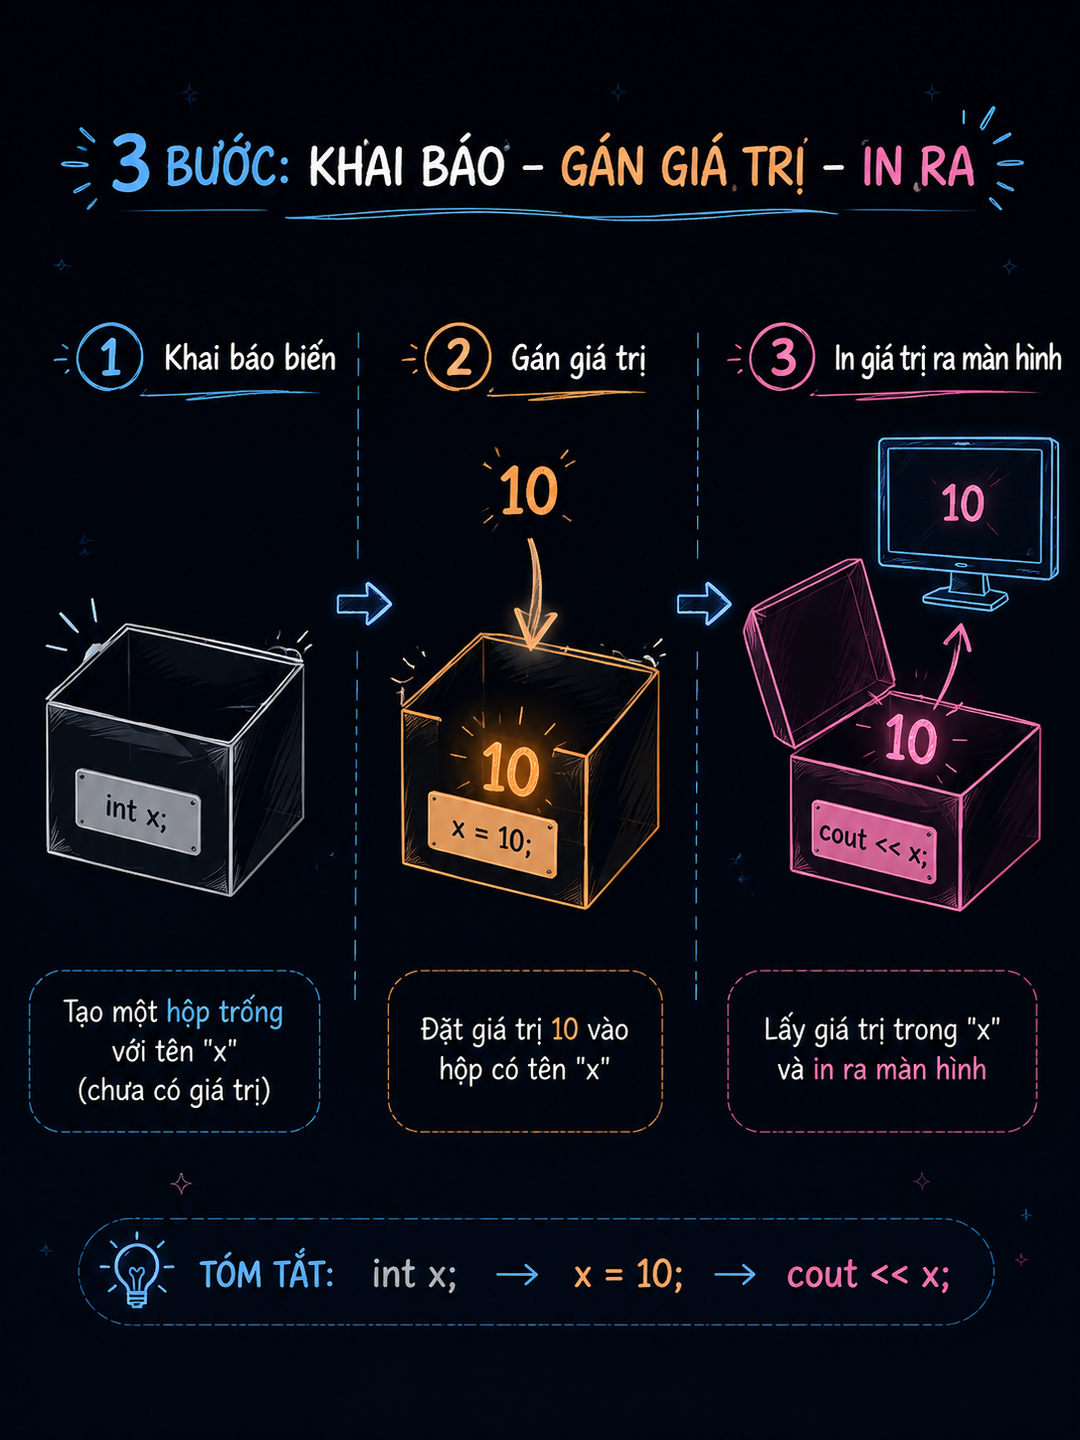 3 BƯỚC: KHAI BÁO - GÁN GIÁ TRỊ - IN RA
1 Khai báo biến
2 Gán giá trị
3 In giá trị ra màn hình
10
10
int x;
10
x = 10;
10
cout << x;
Tạo một hộp trống
với tên "x"
(chưa có giá trị)
Đặt giá trị 10 vào
hộp có tên "x"
Lấy giá trị trong "x"
và in ra màn hình
TÓM TẮT: int x; → x = 10; → cout << x;